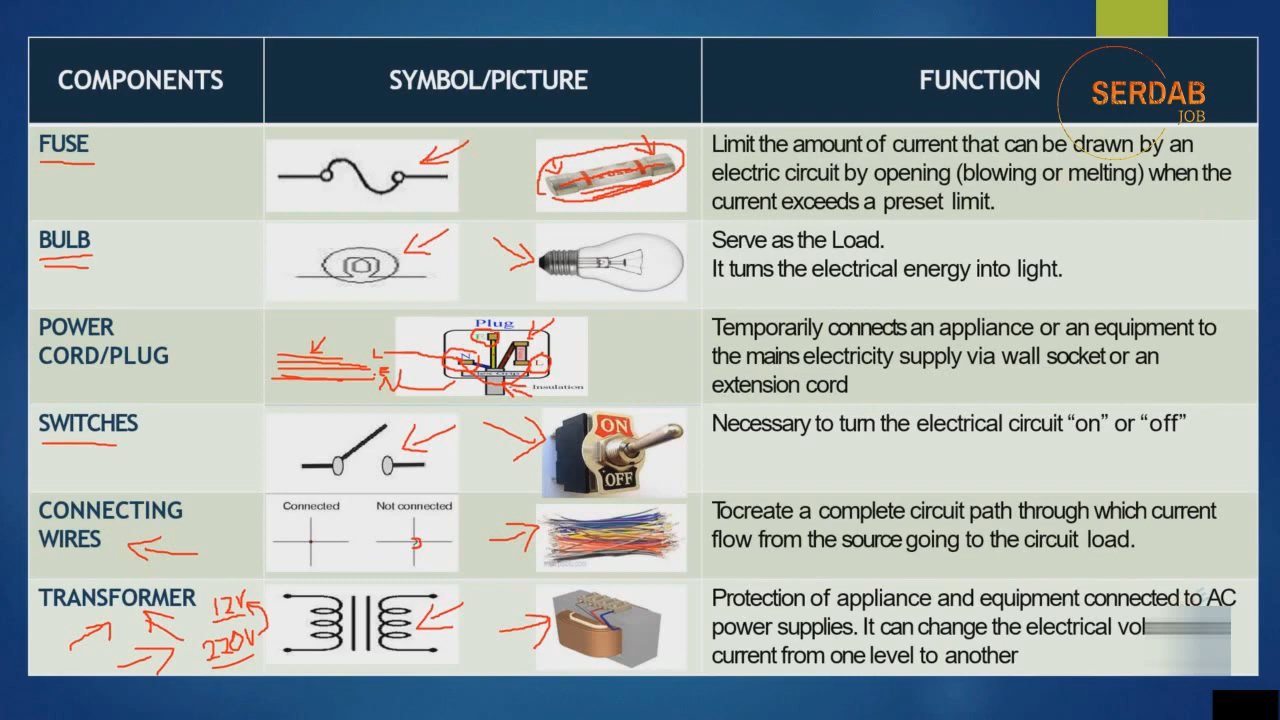 COMPONENTS
SYMBOL/PICTURE
FUNCTION
SERDAB
JOB
FUSE
Limit the amount of current that can be drawn by an
electric circuit by opening (blowing or melting) when the
current exceeds a preset limit.
BULB
Serve as the Load.
It turns the electrical energy into light.
POWER
CORD/PLUG
Plug
E
N
L
L
E
N
Insulation
Temporarily connects an appliance or an equipment to
the mains electricity supply via wall socket or an
extension cord
SWITCHES
ON
OFF
Necessary to turn the electrical circuit “on” or “off”
CONNECTING
WIRES
Connected
Not connected
To create a complete circuit path through which current
flow from the source going to the circuit load.
TRANSFORMER
12V
220V
Protection of appliance and equipment connected to AC
power supplies. It can change the electrical vol
current from one level to another